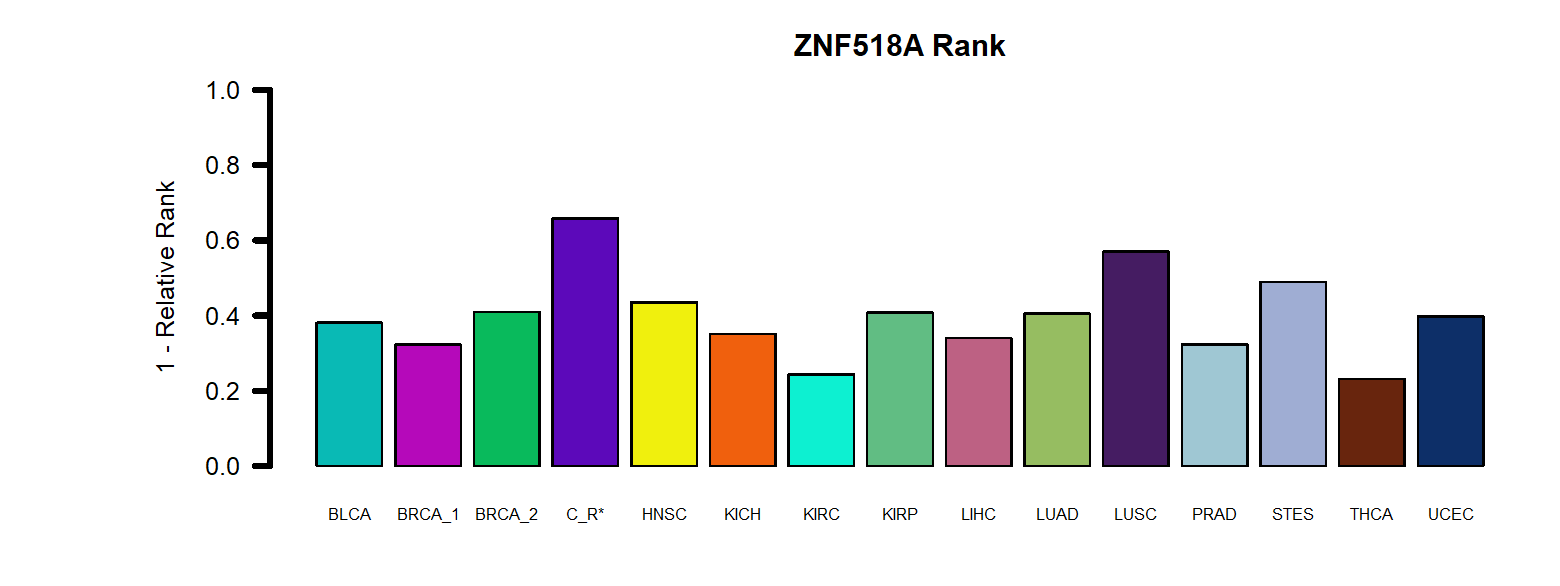 ZNF518A Rank
1 - Relative Rank
1.0
0.8
0.6
0.4
0.2
0.0
BLCA BRCA_1 BRCA_2 C_R* HNSC KICH KIRC KIRP LIHC LUAD LUSC PRAD STES THCA UCEC